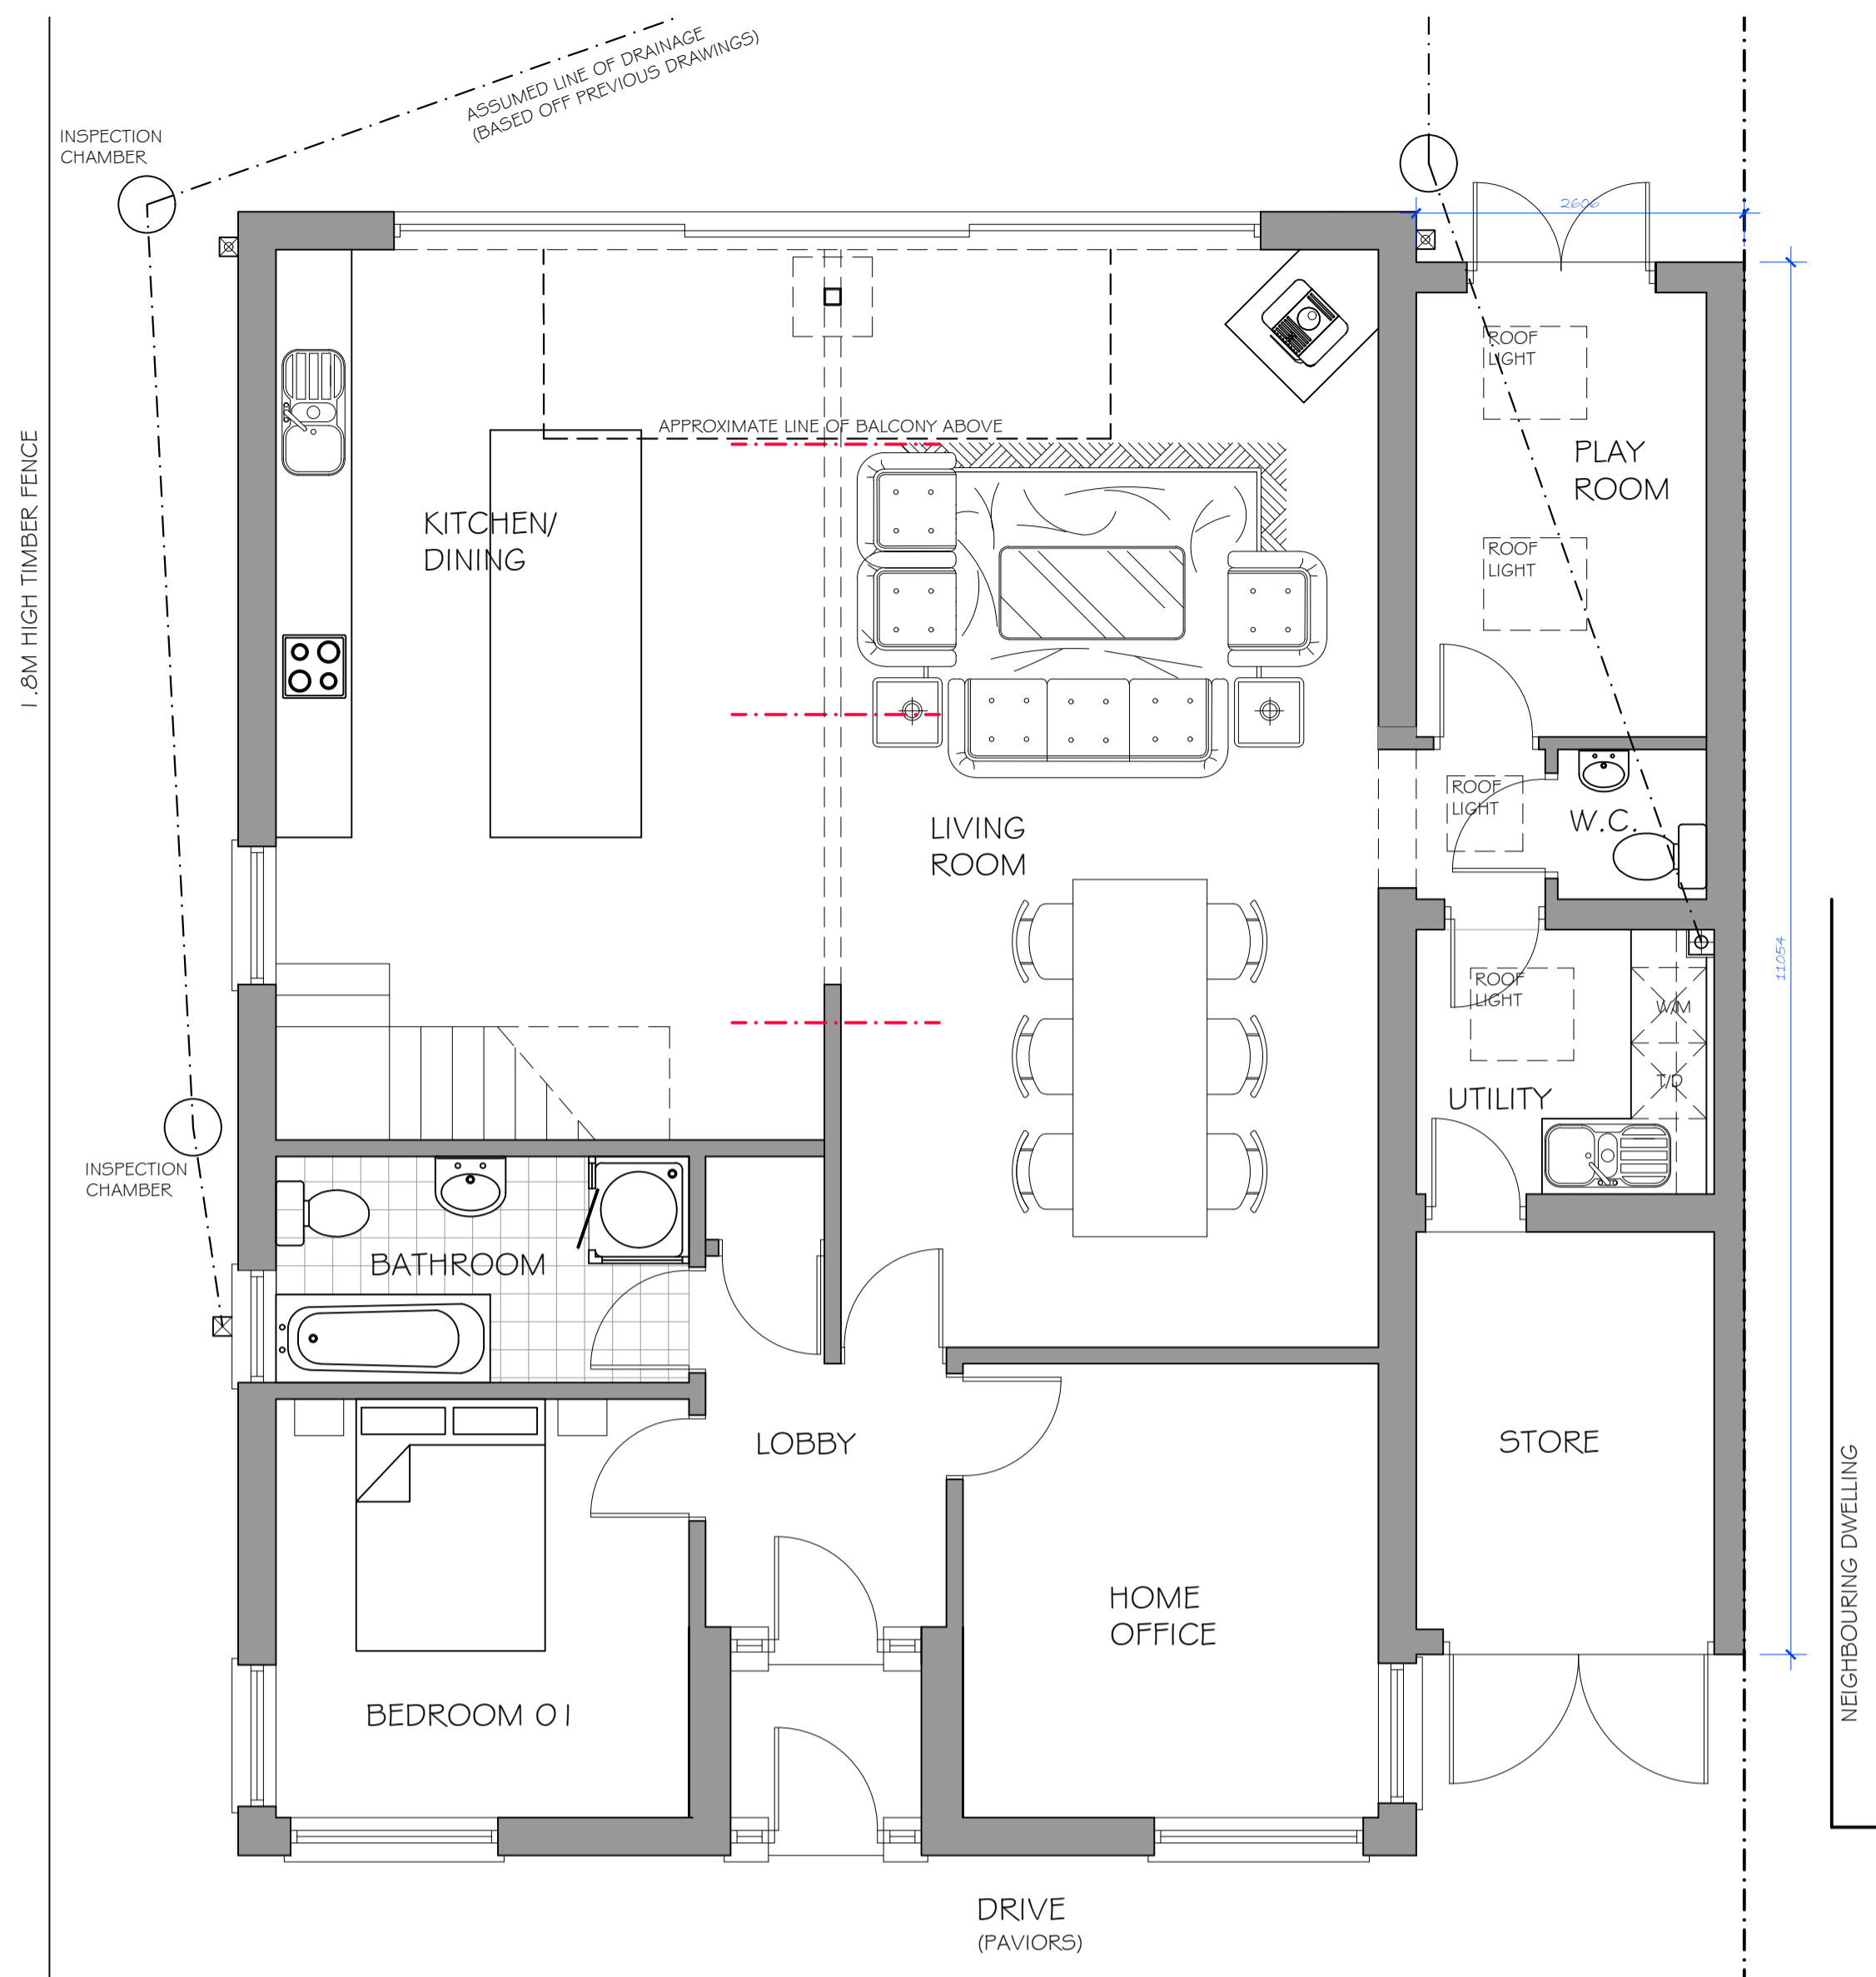 ASSUMED LINE OF DRAINAGE
(BASED OFF PREVIOUS DRAWINGS)
INSPECTION
CHAMBER
2606
ROOF
LIGHT
APPROXIMATE LINE OF BALCONY ABOVE
PLAY
ROOM
1.8M HIGH TIMBER FENCE
KITCHEN/
DINING
ROOF
LIGHT
ROOF
LIGHT
W.C.
LIVING
ROOM
11054
ROOF
LIGHT
W/M
T/D
UTILITY
INSPECTION
CHAMBER
BATHROOM
LOBBY
STORE
HOME
OFFICE
BEDROOM 01
NEIGHBOURING DWELLING
DRIVE
(PAVIORS)